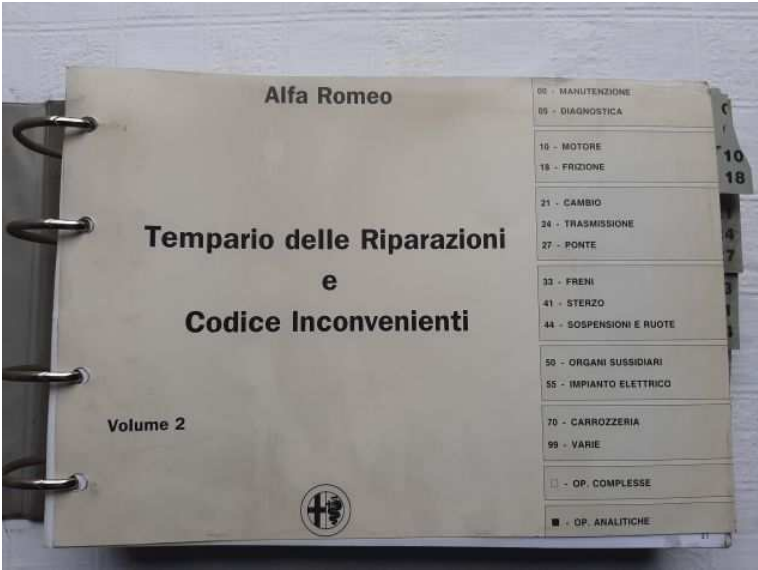 Alfa Romeo
Tempario delle Riparazioni
e
Codice Inconvenienti
Volume 2
00 - MANUTENZIONE
05 - DIAGNOSTICA
10 - MOTORE
18 - FRIZIONE
21 - CAMBIO
24 - TRASMISSIONE
27 - PONTE
33 - FRENI
41 - STERZO
44 - SOSPENSIONI E RUOTE
50 - ORGANI SUSSIDIARI
55 - IMPIANTO ELETTRICO
70 - CARROZZERIA
99 - VARIE
□ - OP. COMPLESSE
■ - OP. ANALITICHE
10
18
4
7